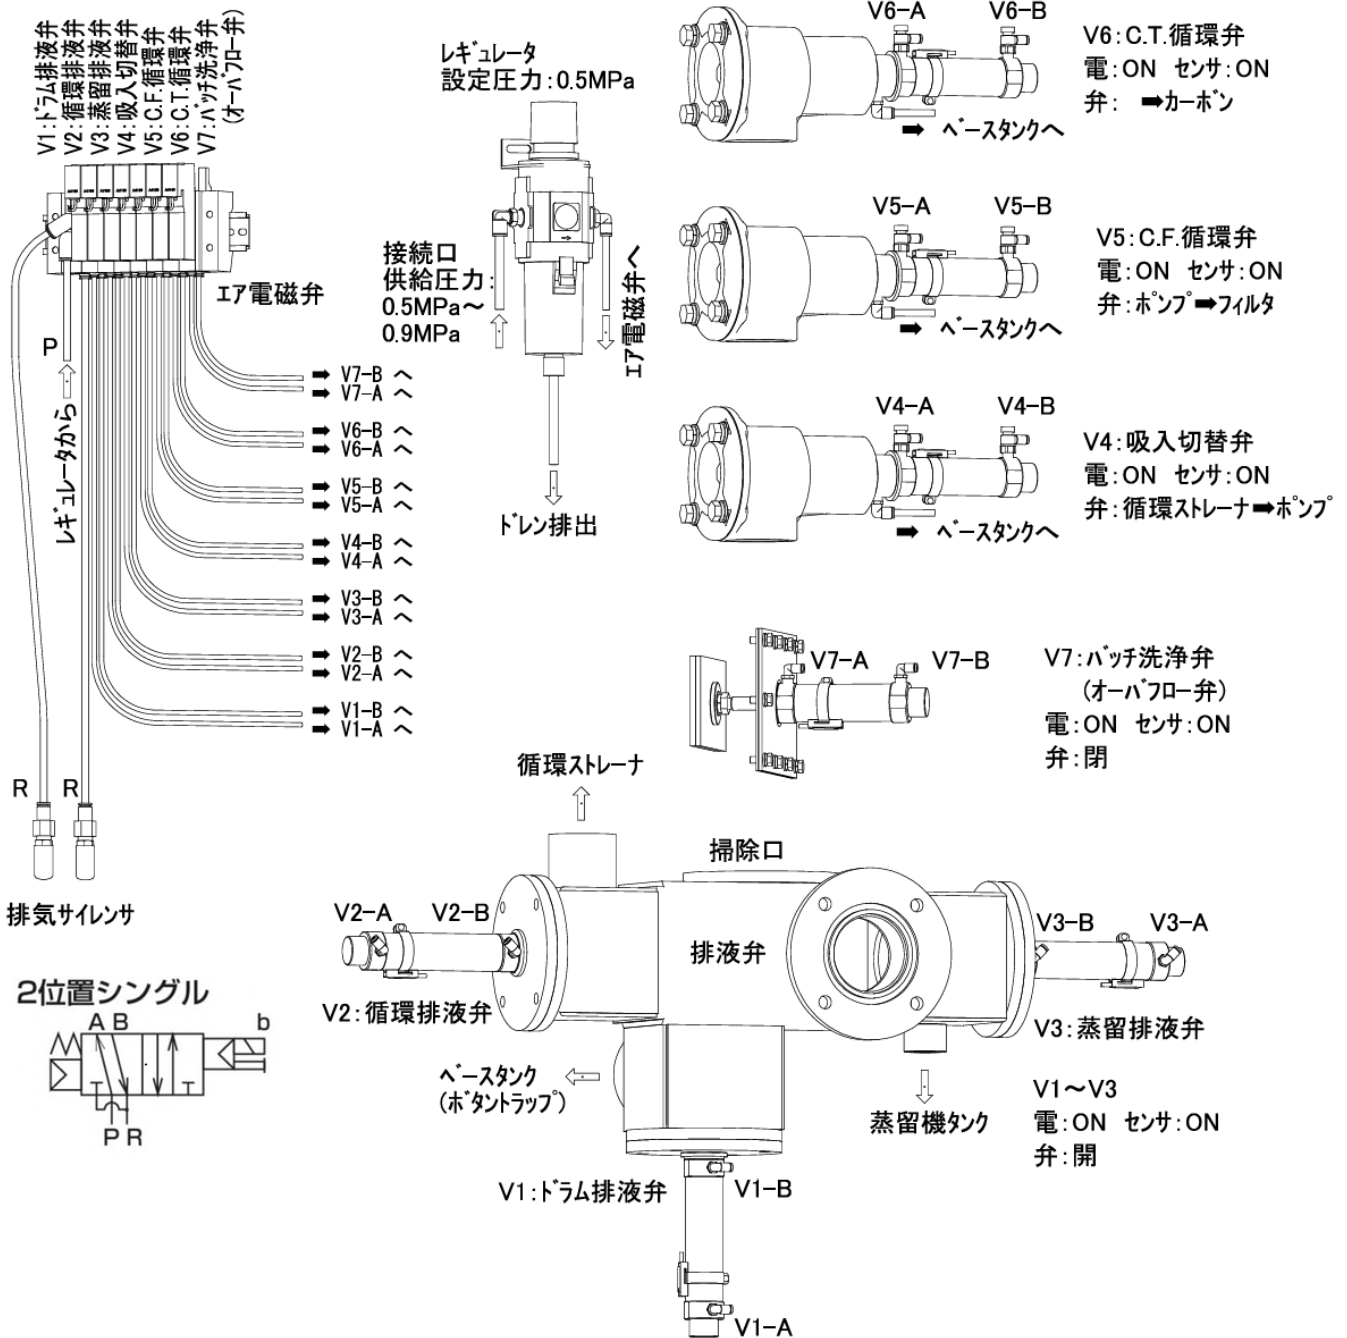 V1:ドラム排液弁
V2:循環排液弁
V3:蒸留排液弁
V4:吸入切替弁
V5:C.F.循環弁
V6:C.T.循環弁
V7:バッチ洗浄弁
(オーバフロー弁)
エア電磁弁
P
レギュレータから
➡ V7-B へ
➡ V7-A へ
➡ V6-B へ
➡ V6-A へ
➡ V5-B へ
➡ V5-A へ
➡ V4-B へ
➡ V4-A へ
➡ V3-B へ
➡ V3-A へ
➡ V2-B へ
➡ V2-A へ
➡ V1-B へ
➡ V1-A へ
R R
排気サイレンサ
2位置シングル
A B b
P R
レギュレータ
設定圧力:0.5MPa
接続口
供給圧力:
0.5MPa～
0.9MPa
エア電磁弁へ
ドレン排出
V6-A V6-B
➡ ベースタンクへ
V6:C.T.循環弁
電:ON センサ:ON
弁: ➡カーボン
V5-A V5-B
➡ ベースタンクへ
V5:C.F.循環弁
電:ON センサ:ON
弁:ポンプ➡フィルタ
V4-A V4-B
➡ ベースタンクへ
V4:吸入切替弁
電:ON センサ:ON
弁:循環ストレーナ➡ポンプ
V7-A V7-B
V7:バッチ洗浄弁
(オーバフロー弁)
電:ON センサ:ON
弁:閉
循環ストレーナ
掃除口
V2-A V2-B
排液弁
V3-B V3-A
V2:循環排液弁
V3:蒸留排液弁
ベースタンク
(ボタントラップ)
蒸留機タンク
V1～V3
電:ON センサ:ON
弁:開
V1:ドラム排液弁
V1-B
V1-A